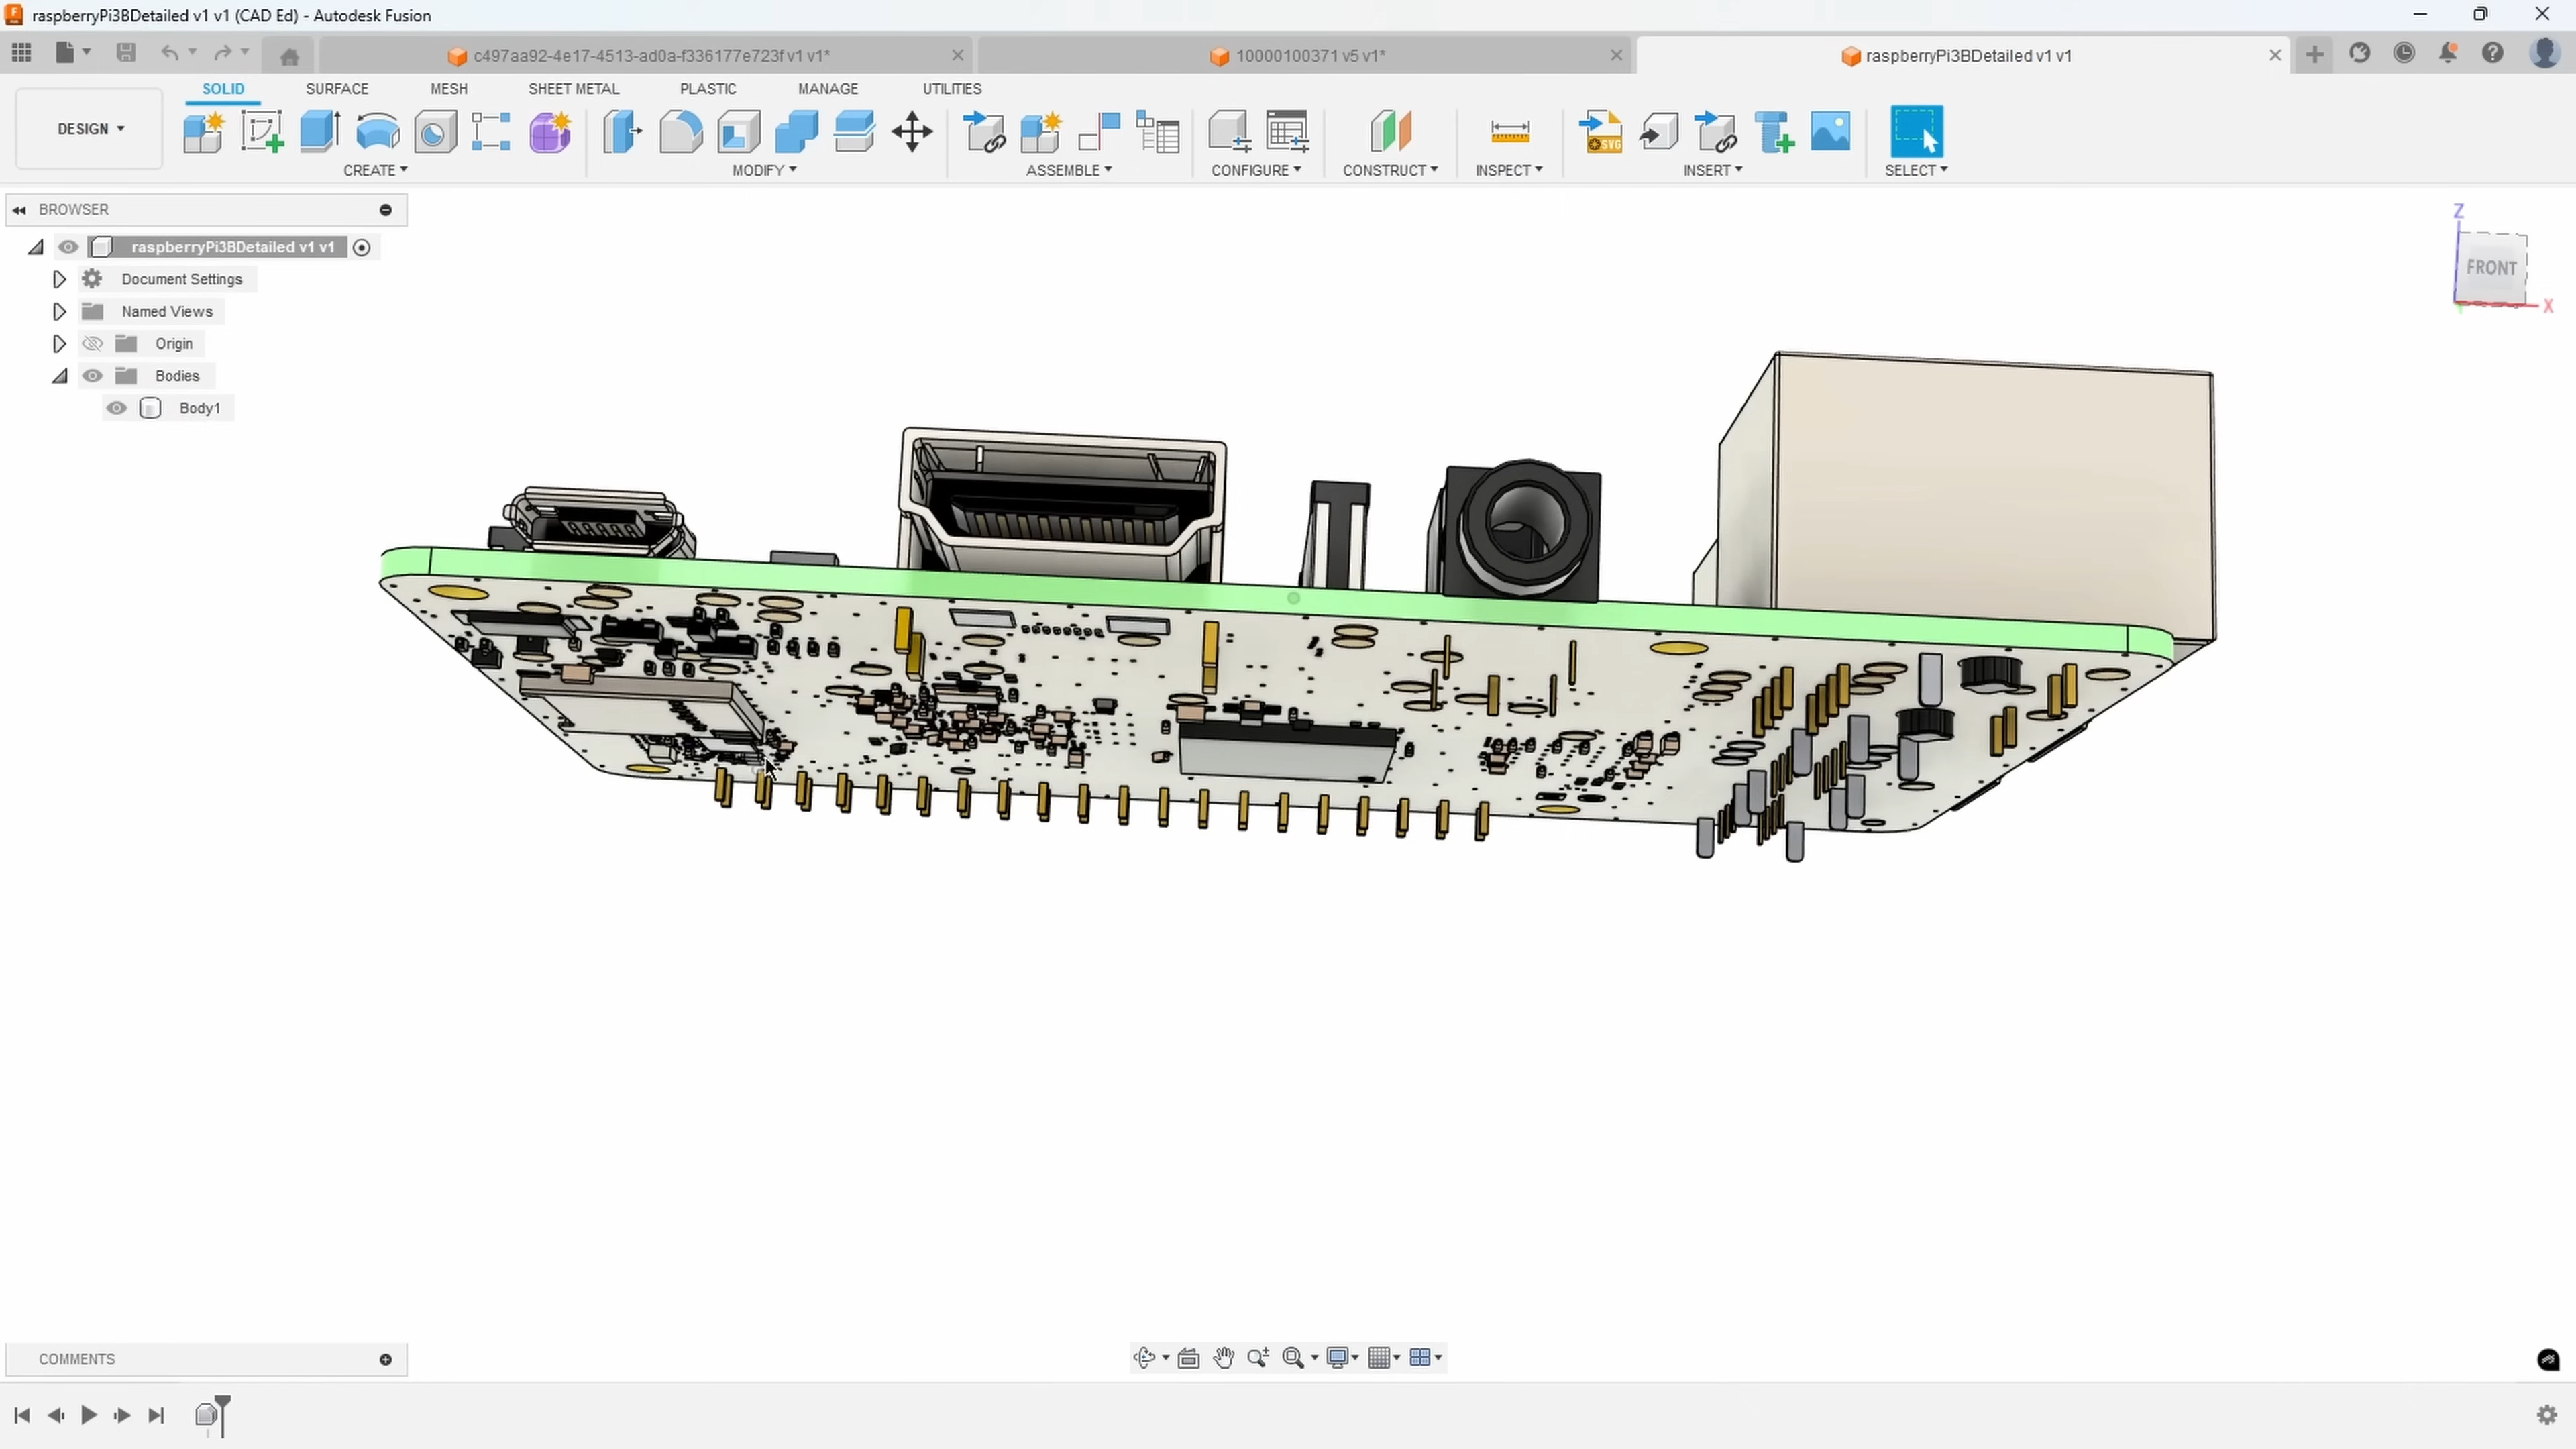 raspberryPi3BDetailed v1 v1 (CAD Ed) - Autodesk Fusion
c497aa92-4e17-4513-ad0a-f336177e723f v1 v1*
10000100371 v5 v1*
raspberryPi3BDetailed v1 v1
SOLID SURFACE MESH SHEET METAL PLASTIC MANAGE UTILITIES
DESIGN
SVG
CREATE MODIFY ASSEMBLE CONFIGURE CONSTRUCT INSPECT INSERT SELECT
BROWSER
raspberryPi3BDetailed v1 v1
Document Settings
Named Views
Origin
Bodies
Body1
Z
FRONT
X
COMMENTS